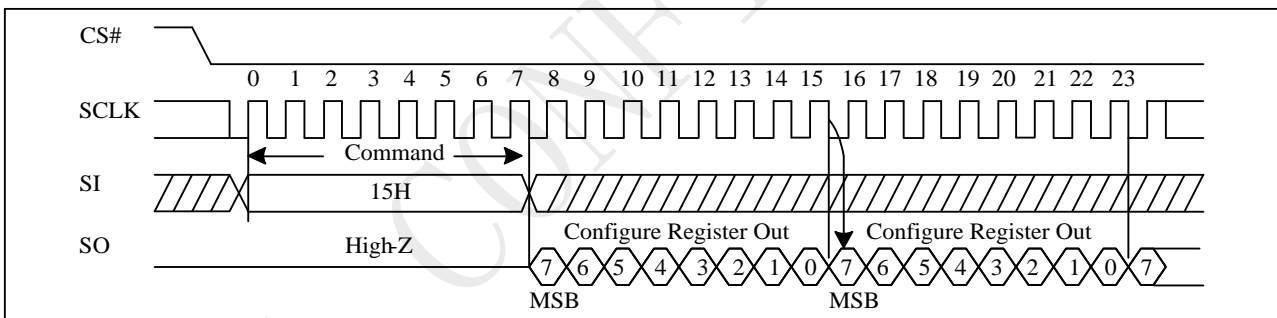 CS#
0 1 2 3 4 5 6 7 8 9 10 11 12 13 14 15 16 17 18 19 20 21 22 23
SCLK
Command
SI
15H
SO
High-Z
Configure Register Out
Configure Register Out
7 6 5 4 3 2 1 0 7 6 5 4 3 2 1 0 7
MSB
MSB